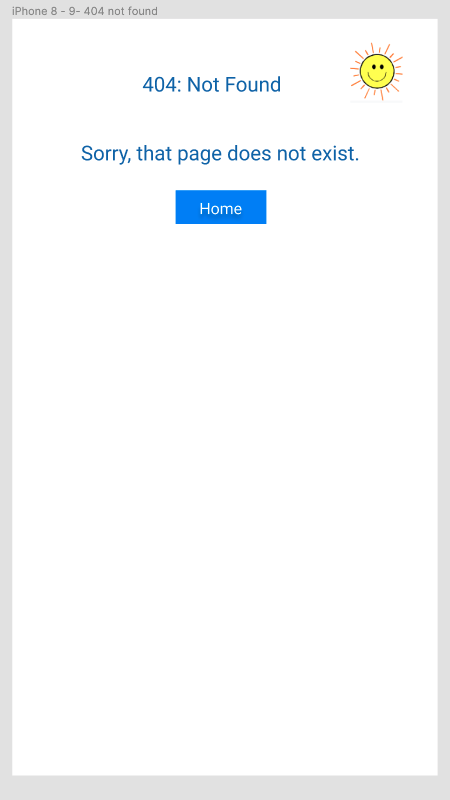 iPhone 8 - 9- 404 not found
404: Not Found
Sorry, that page does not exist.
Home